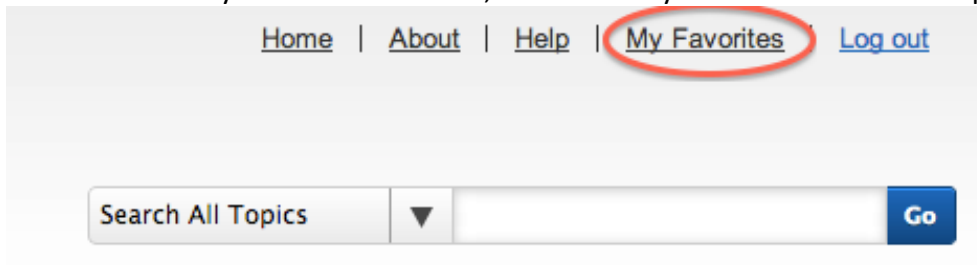 Home | About | Help | My Favorites Log out
Search All Topics ▼ Go